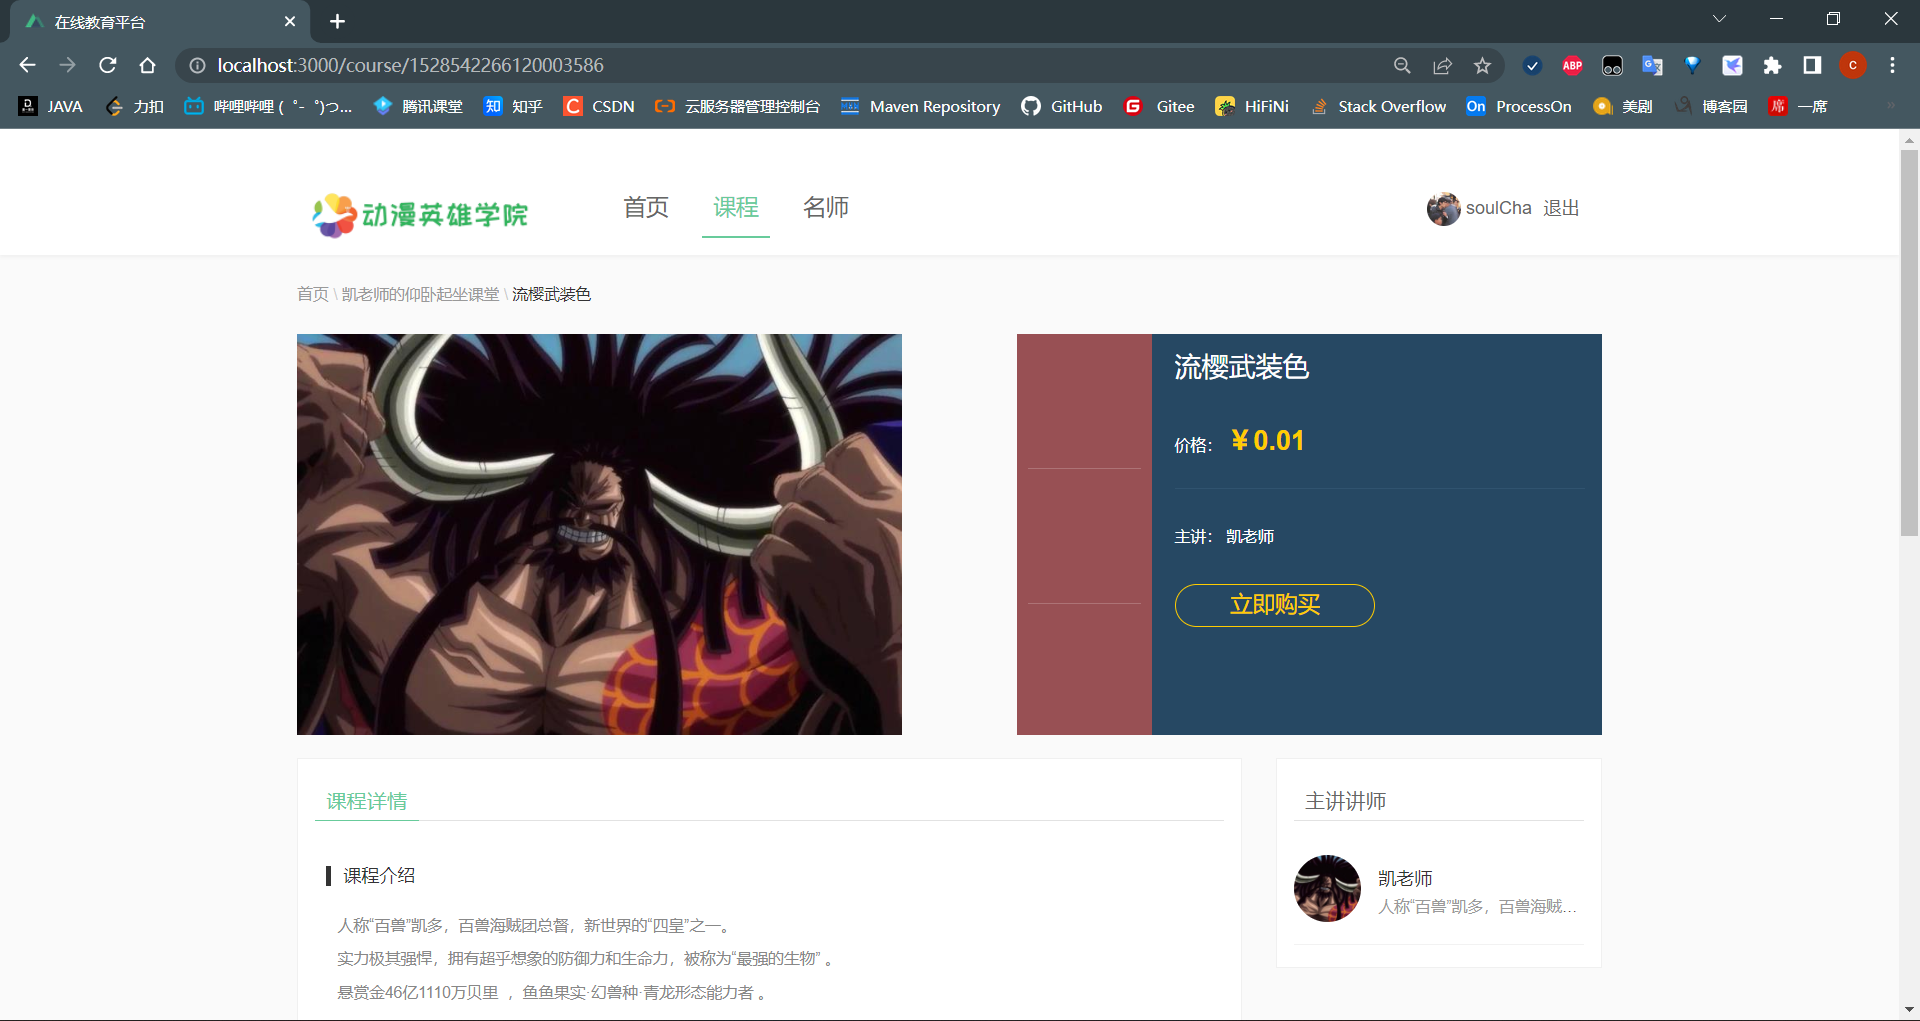 在线教育平台
localhost:3000/course/1528542266120003586
ABP
C
JAVA 力扣 哔哩哔哩 (゜-゜)つ... 腾讯课堂 知 知乎 C CSDN 云服务器管理控制台 Maven Repository GitHub G Gitee HiFiNi Stack Overflow On ProcessOn 美剧 博客园 席 一席
动漫英雄学院
首页 课程 名师
soulCha 退出
首页 \ 凯老师的仰卧起坐课堂 \ 流樱武装色
流樱武装色
价格： ￥0.01
主讲： 凯老师
立即购买
课程详情
课程介绍
人称“百兽”凯多，百兽海贼团总督，新世界的“四皇”之一。
实力极其强悍，拥有超乎想象的防御力和生命力，被称为“最强的生物” 。
悬赏金46亿1110万贝里 ，鱼鱼果实·幻兽种·青龙形态能力者 。
主讲讲师
凯老师
人称“百兽”凯多，百兽海贼...